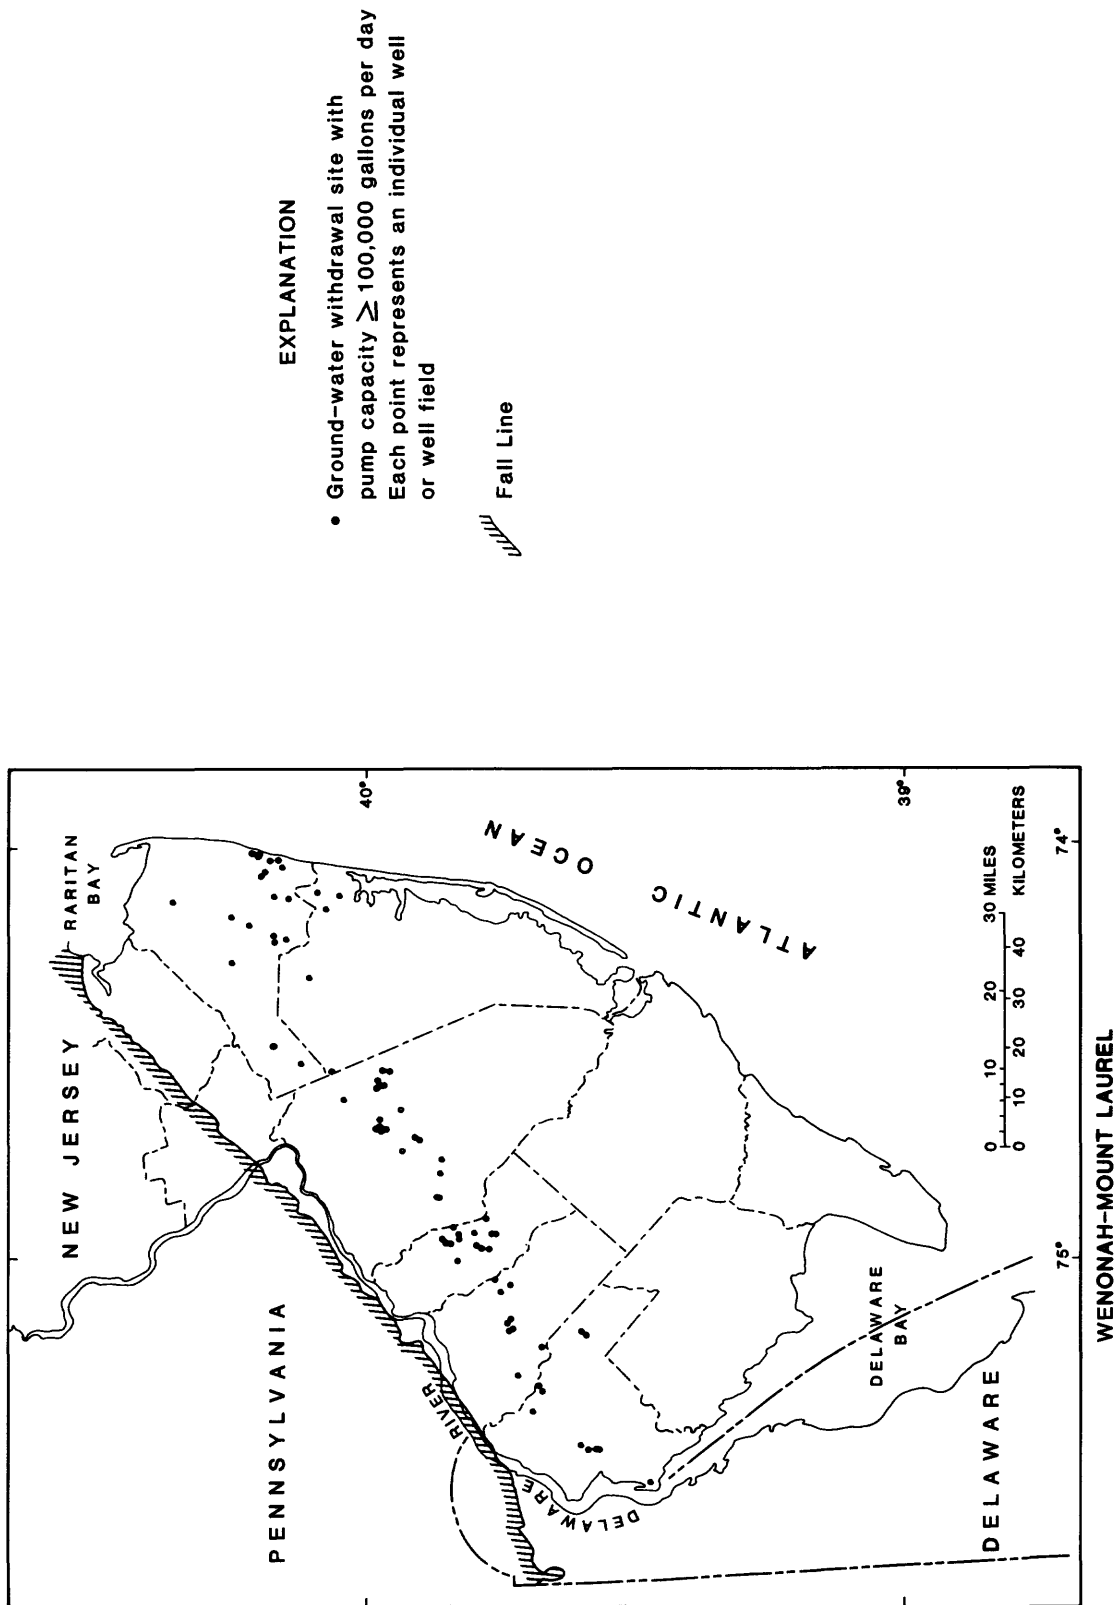 NEW JERSEY
RARITAN
BAY
PENNSYLVANIA
RIVER
DELAWARE
DELAWARE
DELAWARE
BAY
ATLANTIC
OCEAN
40°
39°
75°
74°
0 10 20 30 MILES
0 10 20 30 40 KILOMETERS
WENONAH-MOUNT LAUREL
EXPLANATION
• Ground-water withdrawal site with
pump capacity ≥ 100,000 gallons per day
Each point represents an individual well
or well field
Fall Line